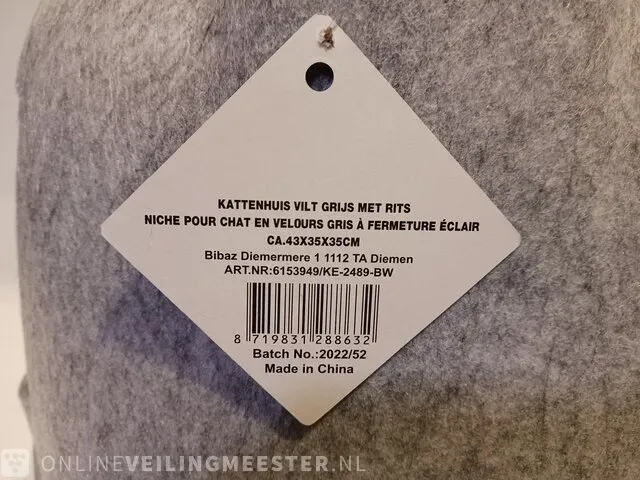 KATTENHUIS VILT GRIJS MET RITS
NICHE POUR CHAT EN VELOURS GRIS À FERMETURE ÉCLAIR
CA.43X35X35CM
Bibaz Diemermere 1 1112 TA Diemen
ART.NR:6153949/KE-2489-BW
8 719831 288632
Batch No.:2022/52
Made in China
ONLINEVEILINGMEESTER.NL